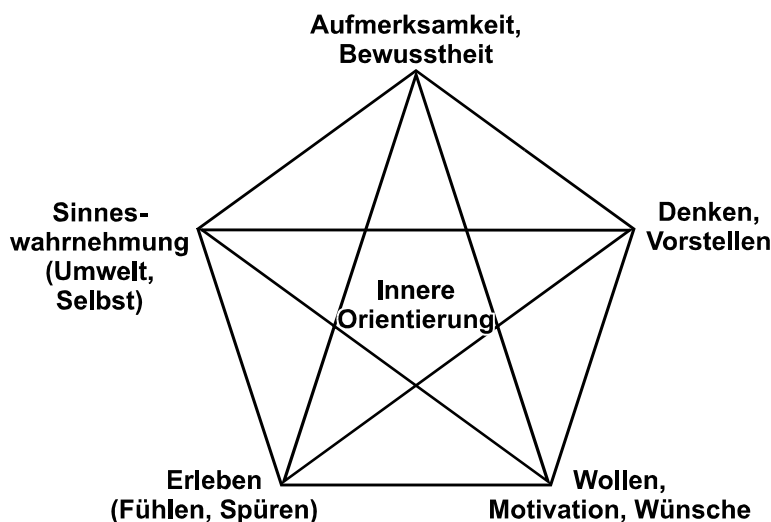 Aufmerksamkeit,
Bewusstheit
Sinnes-
wahrnehmung
(Umwelt,
Selbst)
Denken,
Vorstellen
Innere
Orientierung
Erleben
(Fühlen, Spüren)
Wollen,
Motivation, Wünsche